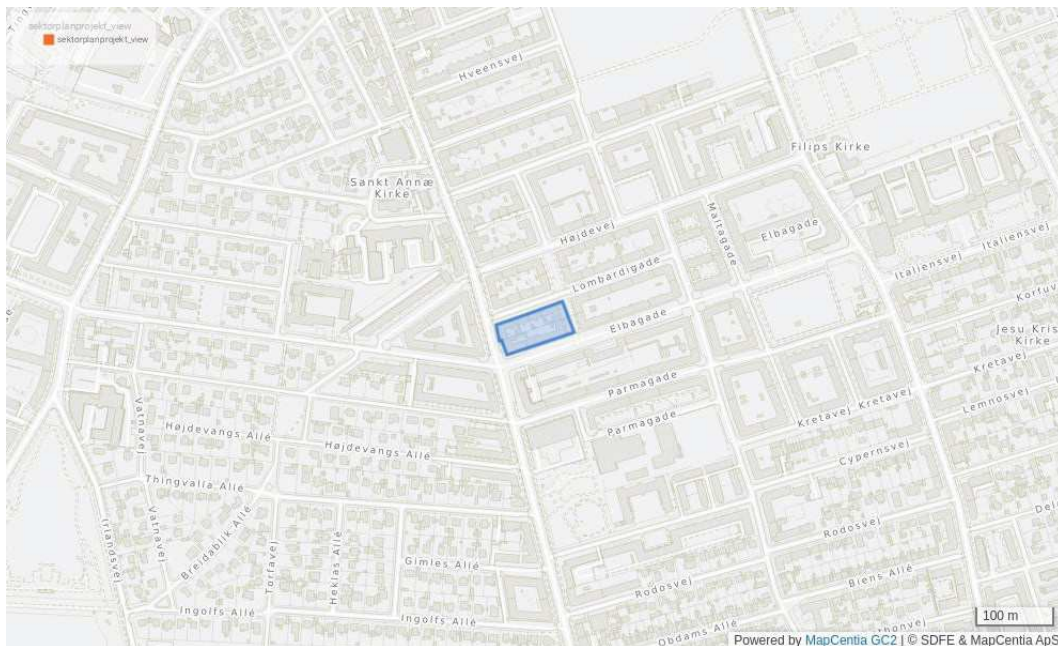 sektorplanprojekt_view
sektorplanprojekt_view
Hveensvej
Filips Kirke
Sankt Annæ
Kirke
Maltagade
Højdevej
Elbagade
Italiensvej
Lombardigade
Italiensvej
Elbagade
Jesu Kris
Kirke
Kretavej
Parmagade
Kretavej Kretavej
Lemnosvej
Vatnavej
Parmagade
Højdevangs Allé
Højdevangs Allé
Cypernsvej
Thingvalla Allé
Vatnavej
Irlandsvej
Breidablik Allé
Torfavej
Heklas Allé
Rodosvej
Gimles Allé
Biens Allé
Rodosvej
Ingolfs Allé
Ingolfs Allé
Obdams Allé
100 m
Powered by MapCentia GC2 | © SDFE & MapCentia ApS